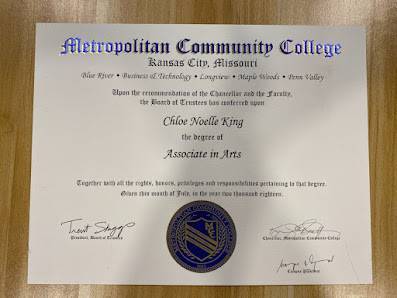 Metropolitan Community College
Kansas City, Missouri
Blue River • Business & Technology • Longview • Maple Woods • Penn Valley
Upon the recommendation of the Chancellor and the Faculty,
the Board of Trustees has conferred upon
Chloe Noelle King
the degree of
Associate in Arts
Together with all the rights, honors, privileges and responsibilities pertaining to that degree.
Given this month of July, in the year two thousand eighteen.
President, Board of Trustees
Chancellor, Metropolitan Community College
Campus President